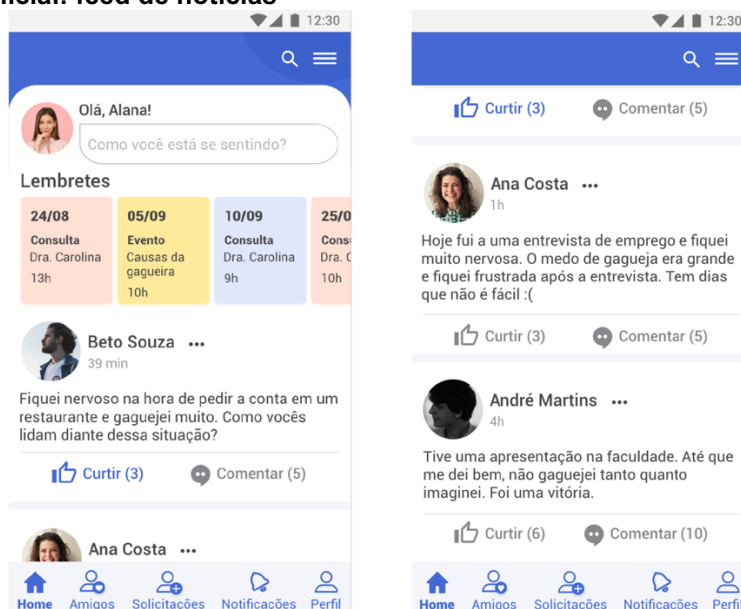 icial: feed de notícias
12:30
Olá, Alana!
Como você está se sentindo?
Lembretes
24/08
Consulta
Dra. Carolina
13h
05/09
Evento
Causas da
gagueira
10h
10/09
Consulta
Dra. Carolina
9h
25/0
Cons
Dra. C
10h
Beto Souza
39 min
Fiquei nervoso na hora de pedir a conta em um
restaurante e gaguejei muito. Como vocês
lidam diante dessa situação?
Curtir (3)
Comentar (5)
Ana Costa
Home Amigos Solicitações Notificações Perfil
12:30
Curtir (3)
Comentar (5)
Ana Costa
1h
Hoje fui a uma entrevista de emprego e fiquei
muito nervosa. O medo de gagueja era grande
e fiquei frustrada após a entrevista. Tem dias
que não é fácil :(
Curtir (3)
Comentar (5)
André Martins
4h
Tive uma apresentação na faculdade. Até que
me dei bem, não gaguejei tanto quanto
imaginei. Foi uma vitória.
Curtir (6)
Comentar (10)
Home Amigos Solicitações Notificações Perfil